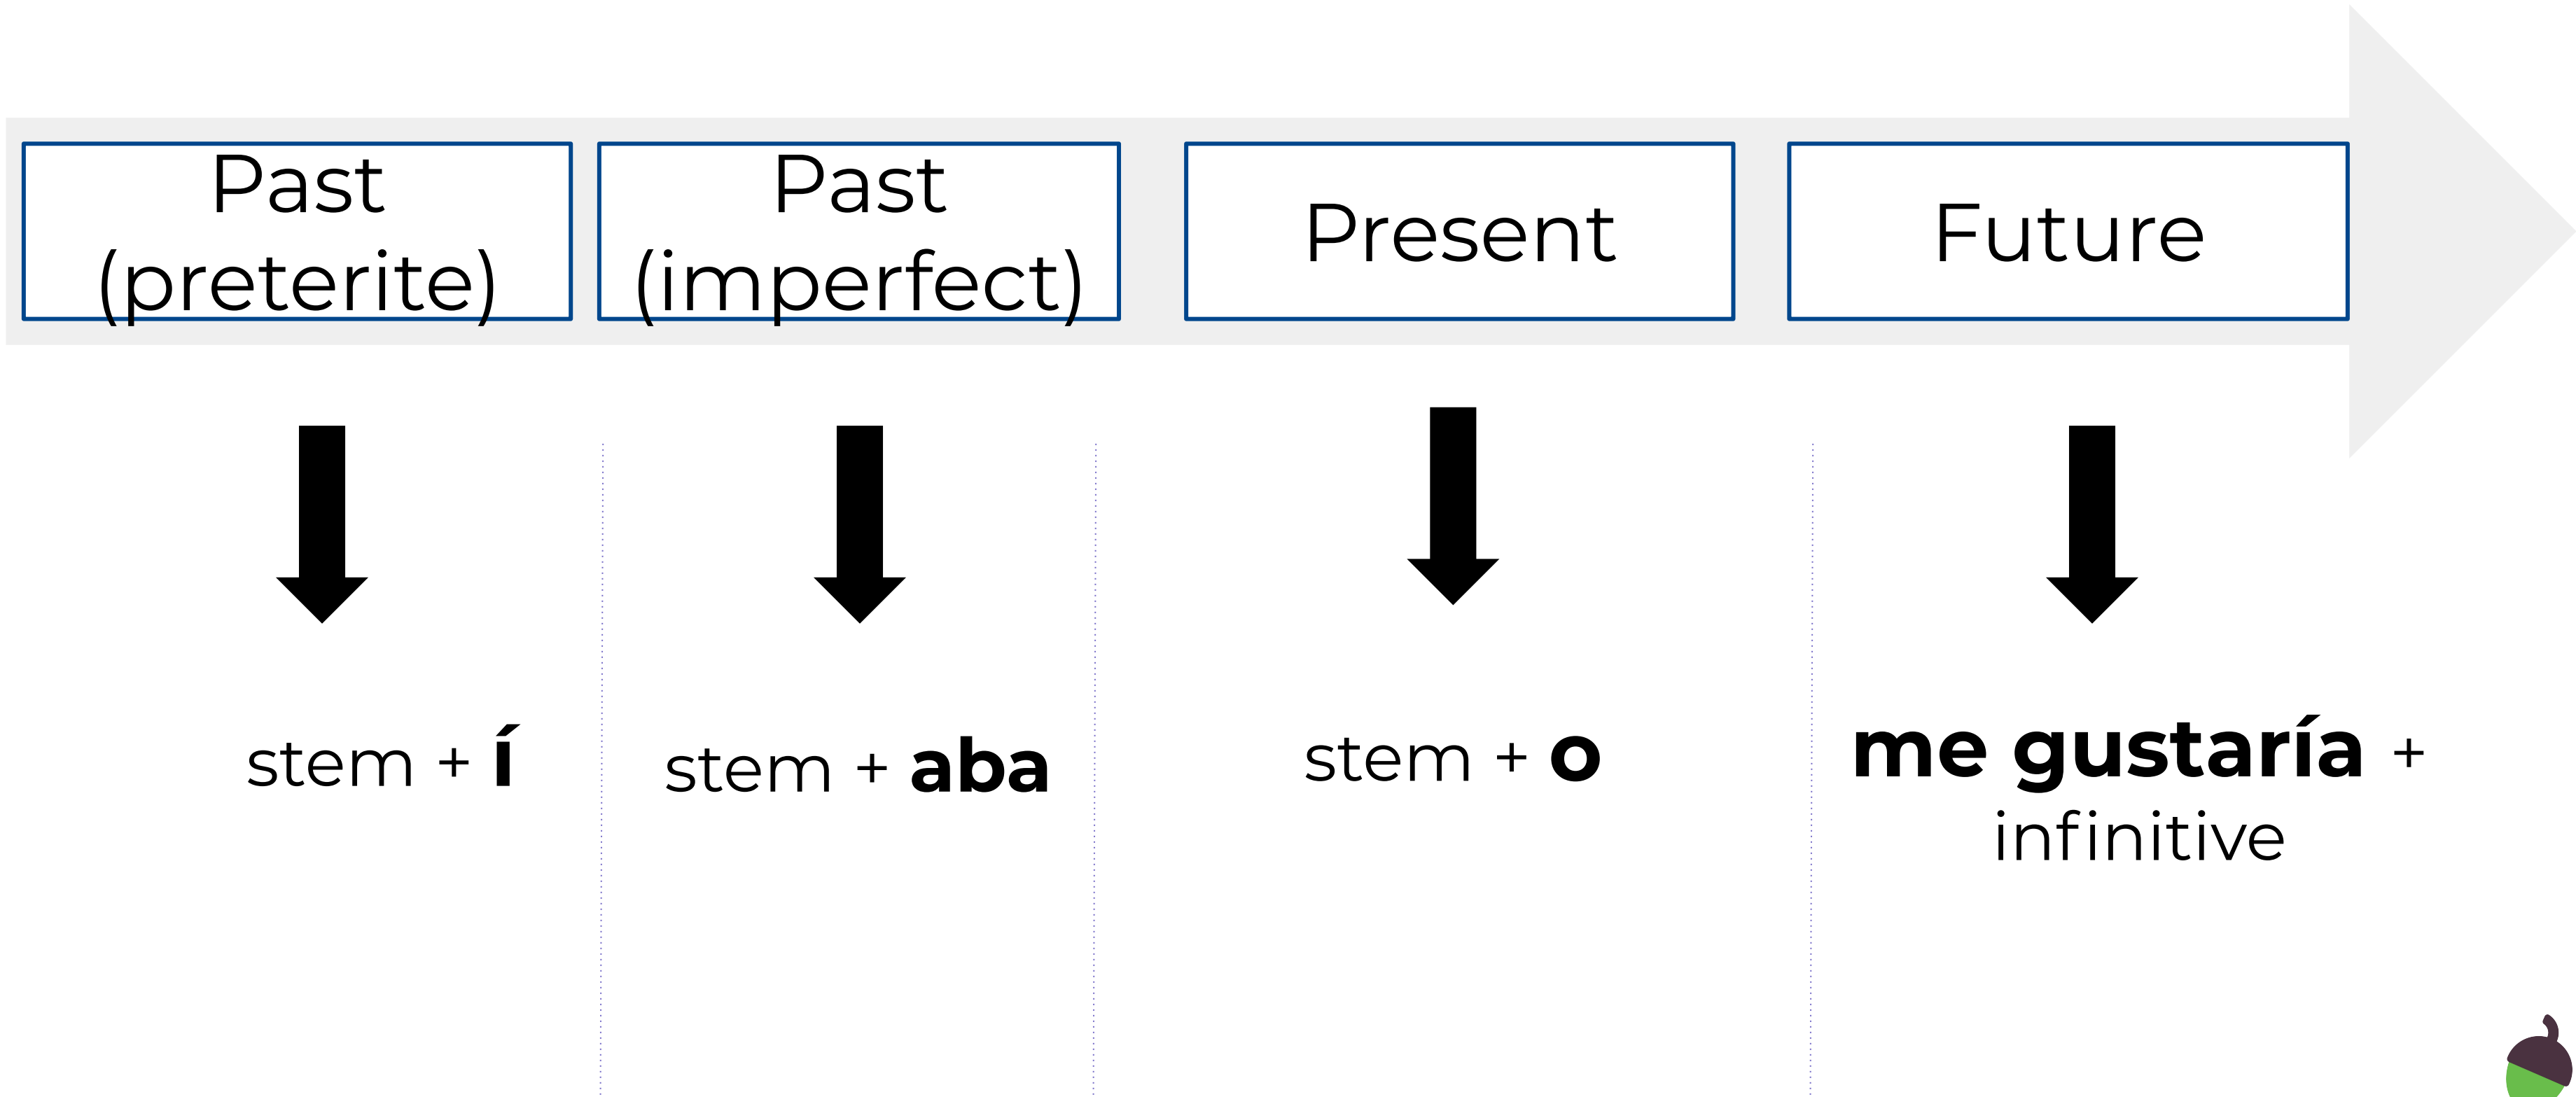 Past
(preterite)
Past
(imperfect)
Present
Future
stem + í
stem + aba
stem + o
me gustaría +
infinitive